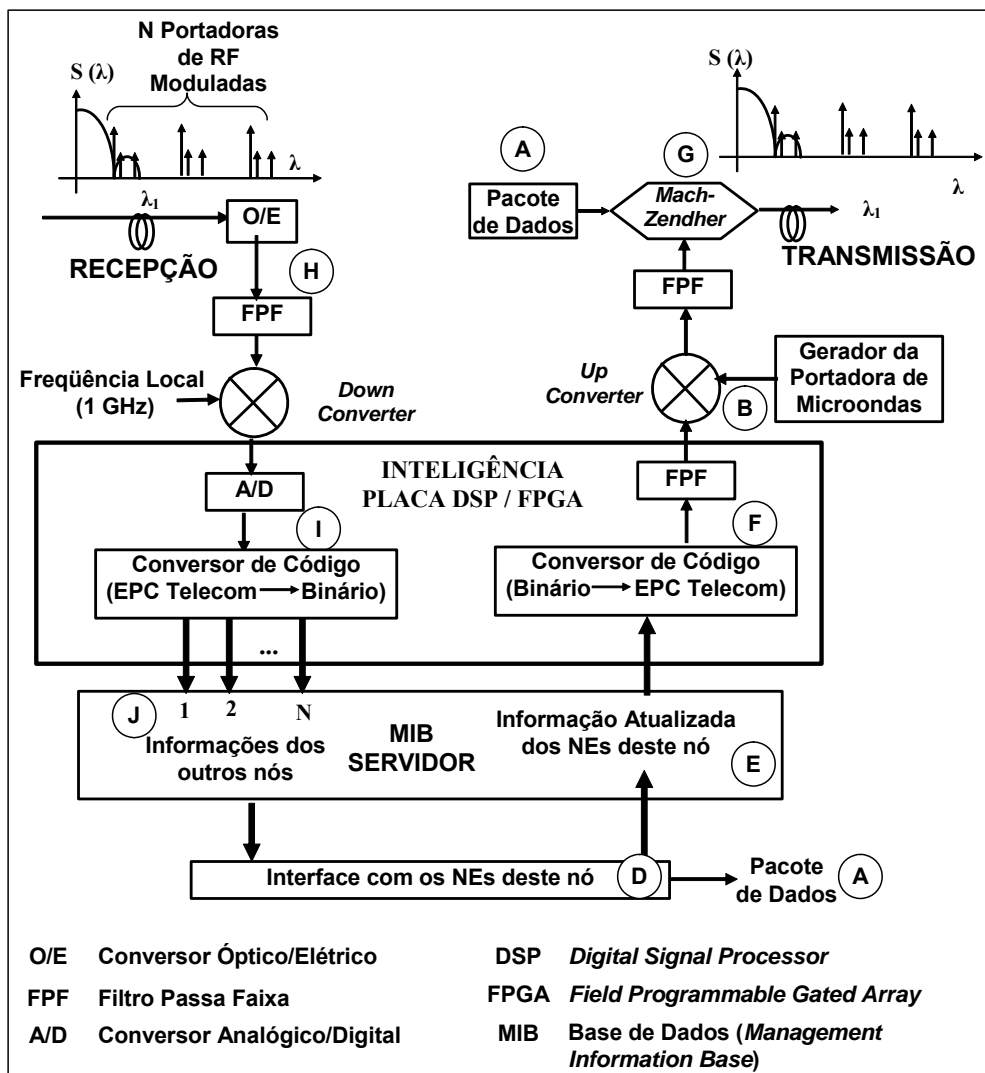 N Portadoras
de RF
Moduladas
S (λ)
λ
λ1
O/E
RECEPÇÃO
H
FPF
Freqüência Local
(1 GHz)
Down
Converter
S (λ)
λ
A
G
Pacote
de Dados
Mach-
Zendher
λ1
TRANSMISSÃO
FPF
Up
Converter
B
Gerador da
Portadora de
Microondas
INTELIGÊNCIA
PLACA DSP / FPGA
A/D
I
Conversor de Código
(EPC Telecom Binário)
FPF
F
Conversor de Código
(Binário EPC Telecom)
...
J
1 2 N
Informações dos
outros nós
MIB
SERVIDOR
Informação Atualizada
dos NEs deste nó
E
Interface com os NEs deste nó
D
Pacote
de Dados
A
O/E Conversor Óptico/Elétrico
FPF Filtro Passa Faixa
A/D Conversor Analógico/Digital
DSP Digital Signal Processor
FPGA Field Programmable Gated Array
MIB Base de Dados (Management
Information Base)